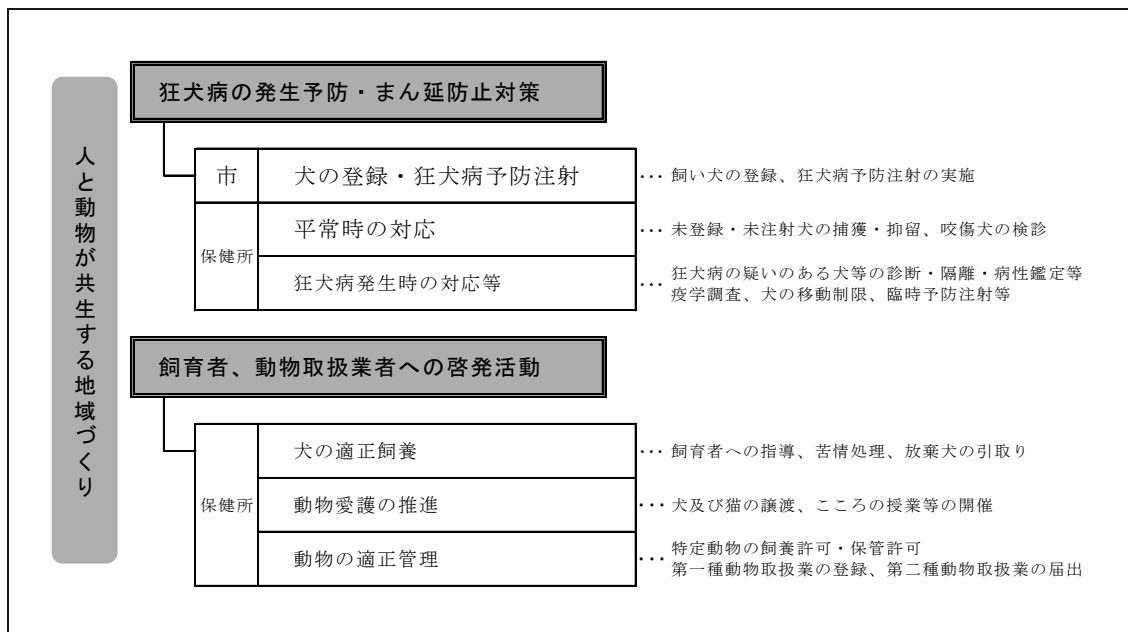 人と動物が共生する地域づくり
狂犬病の発生予防・まん延防止対策
市
犬の登録・狂犬病予防注射
･･･ 飼い犬の登録、狂犬病予防注射の実施
保健所
平常時の対応
･･･ 未登録・未注射犬の捕獲・抑留、咬傷犬の検診
狂犬病発生時の対応等
･･･ 狂犬病の疑いのある犬等の診断・隔離・病性鑑定等
疫学調査、犬の移動制限、臨時予防注射等
飼育者、動物取扱業者への啓発活動
保健所
犬の適正飼養
･･･ 飼育者への指導、苦情処理、放棄犬の引取り
動物愛護の推進
･･･ 犬及び猫の譲渡、こころの授業等の開催
動物の適正管理
･･･ 特定動物の飼養許可・保管許可
第一種動物取扱業の登録、第二種動物取扱業の届出